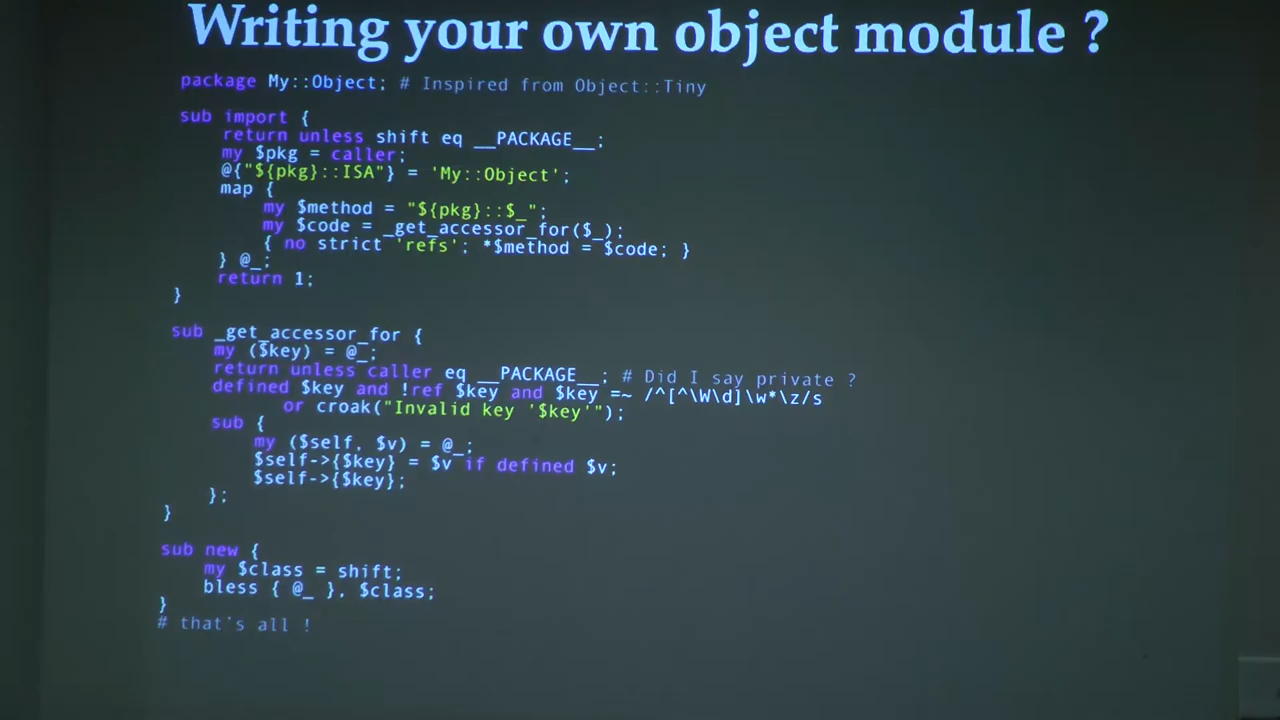 Writing your own object module ?
package My::Object; # Inspired from Object::Tiny
sub import {
return unless shift eq __PACKAGE__;
my $pkg = caller;
@{"${pkg}::ISA"} = 'My::Object';
map {
my $method = "${pkg}::$_";
my $code = _get_accessor_for($_);
{ no strict 'refs'; *$method = $code; }
} @_;
return 1;
}
sub _get_accessor_for {
my ($key) = @_;
return unless caller eq __PACKAGE__; # Did I say private ?
defined $key and !ref $key and $key =~ /^[^\W\d]\w*\z/s
or croak("Invalid key '$key'");
sub {
my ($self, $v) = @_;
$self->{$key} = $v if defined $v;
$self->{$key};
};
}
sub new {
my $class = shift;
bless { @_ }, $class;
}
# that's all !